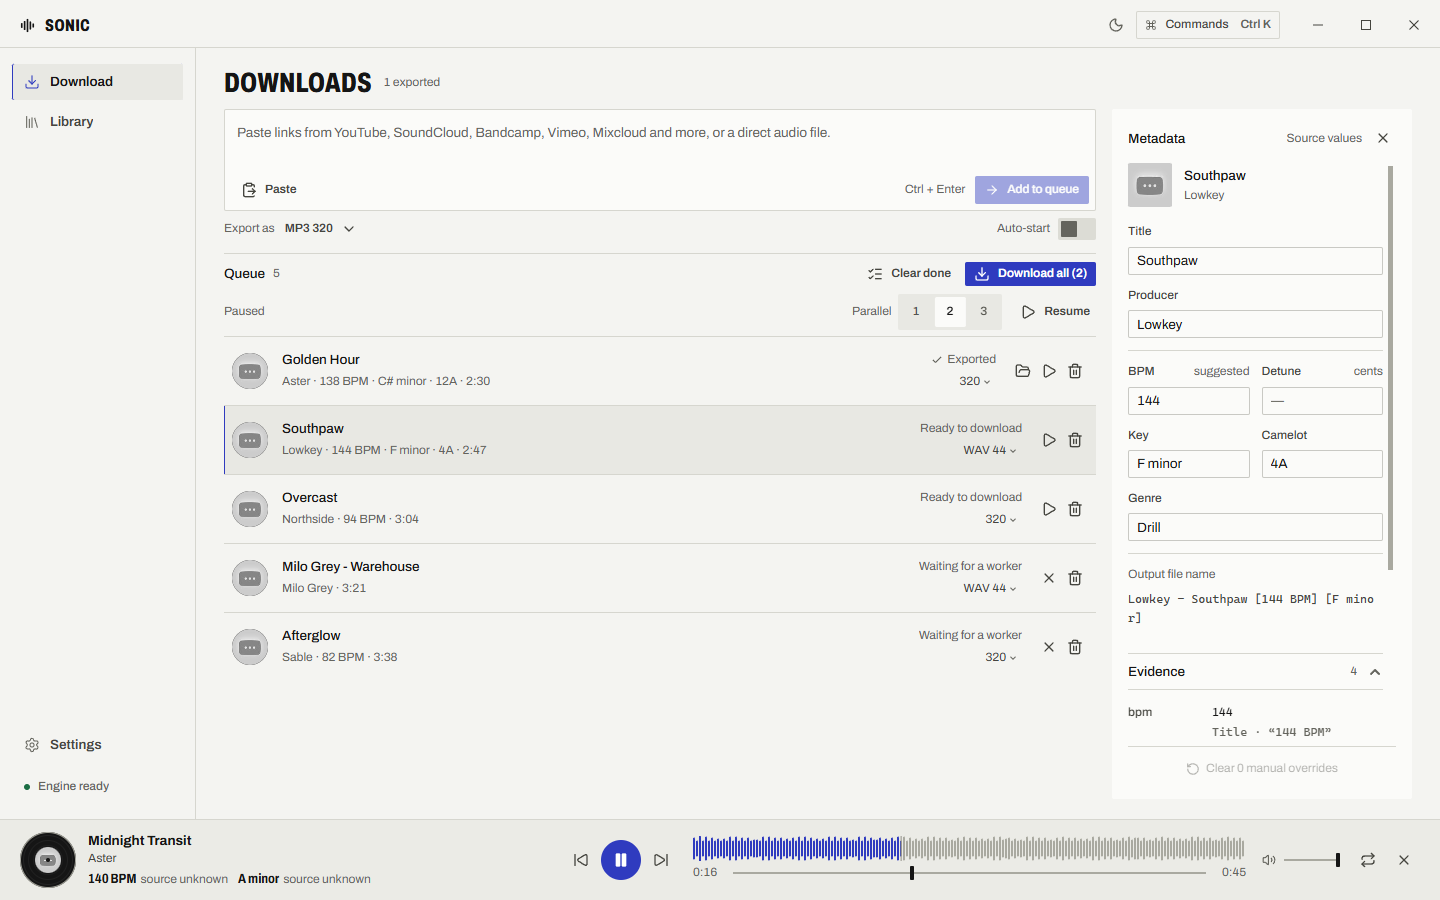 SONIC
Commands Ctrl K
Download
Library
DOWNLOADS 1 exported
Paste links from YouTube, SoundCloud, Bandcamp, Vimeo, Mixcloud and more, or a direct audio file.
Paste
Ctrl + Enter Add to queue
Export as MP3 320
Auto-start
Queue 5
Clear done Download all (2)
Paused
Parallel 1 2 3 Resume
Golden Hour
Aster · 138 BPM · C# minor · 12A · 2:30
Exported
320
Southpaw
Lowkey · 144 BPM · F minor · 4A · 2:47
Ready to download
WAV 44
Overcast
Northside · 94 BPM · 3:04
Ready to download
320
Milo Grey - Warehouse
Milo Grey · 3:21
Waiting for a worker
WAV 44
Afterglow
Sable · 82 BPM · 3:38
Waiting for a worker
320
Metadata Source values
Southpaw
Lowkey
Title
Southpaw
Producer
Lowkey
BPM suggested Detune cents
144 —
Key Camelot
F minor 4A
Genre
Drill
Output file name
Lowkey – Southpaw [144 BPM] [F mino
r]
Evidence 4
bpm 144
Title · “144 BPM”
Clear 0 manual overrides
Settings
Engine ready
Midnight Transit
Aster
140 BPM source unknown A minor source unknown
0:16 0:45